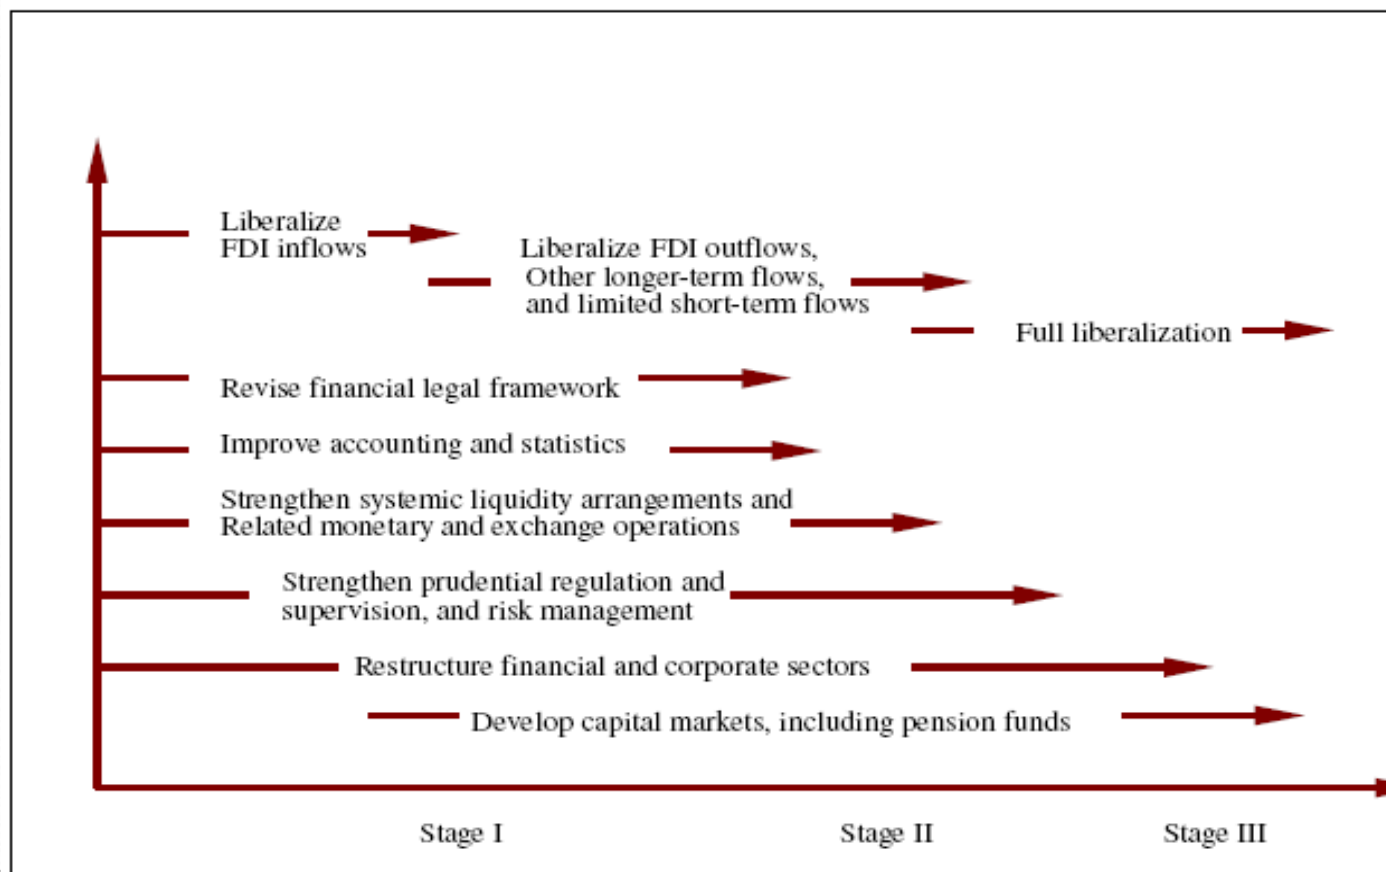 Liberalize
FDI inflows
Liberalize FDI outflows,
Other longer-term flows,
and limited short-term flows
Full liberalization
Revise financial legal framework
Improve accounting and statistics
Strengthen systemic liquidity arrangements and
Related monetary and exchange operations
Strengthen prudential regulation and
supervision, and risk management
Restructure financial and corporate sectors
Develop capital markets, including pension funds
Stage I
Stage II
Stage III